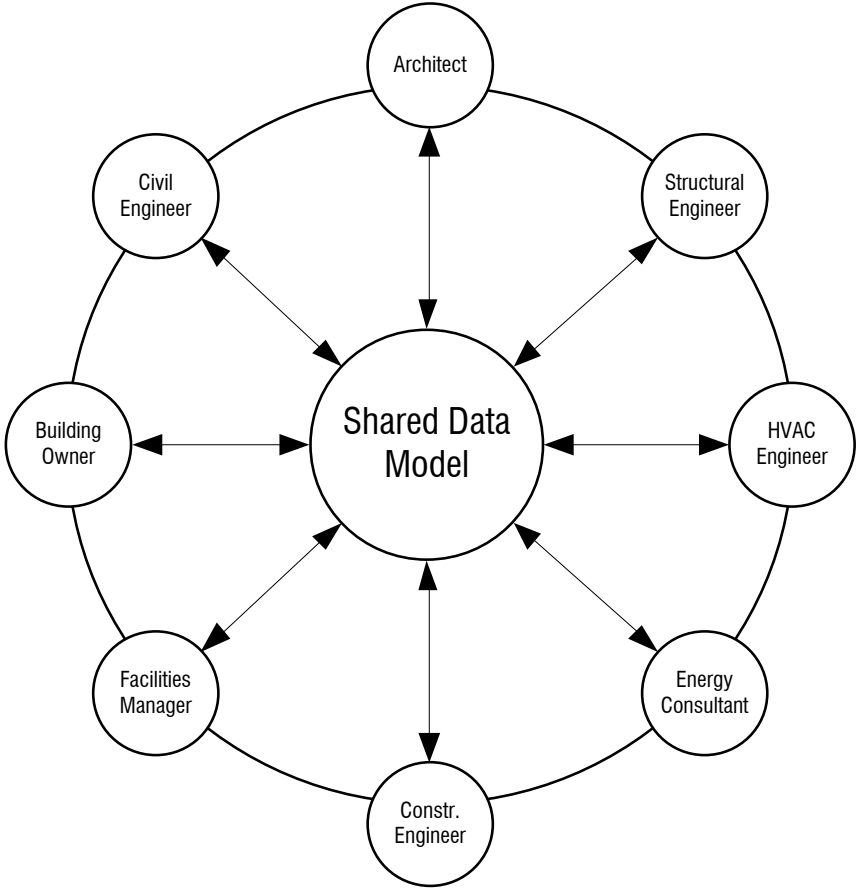 Architect
Civil
Engineer
Structural
Engineer
Shared Data
Model
Building
Owner
HVAC
Engineer
Facilities
Manager
Energy
Consultant
Constr.
Engineer